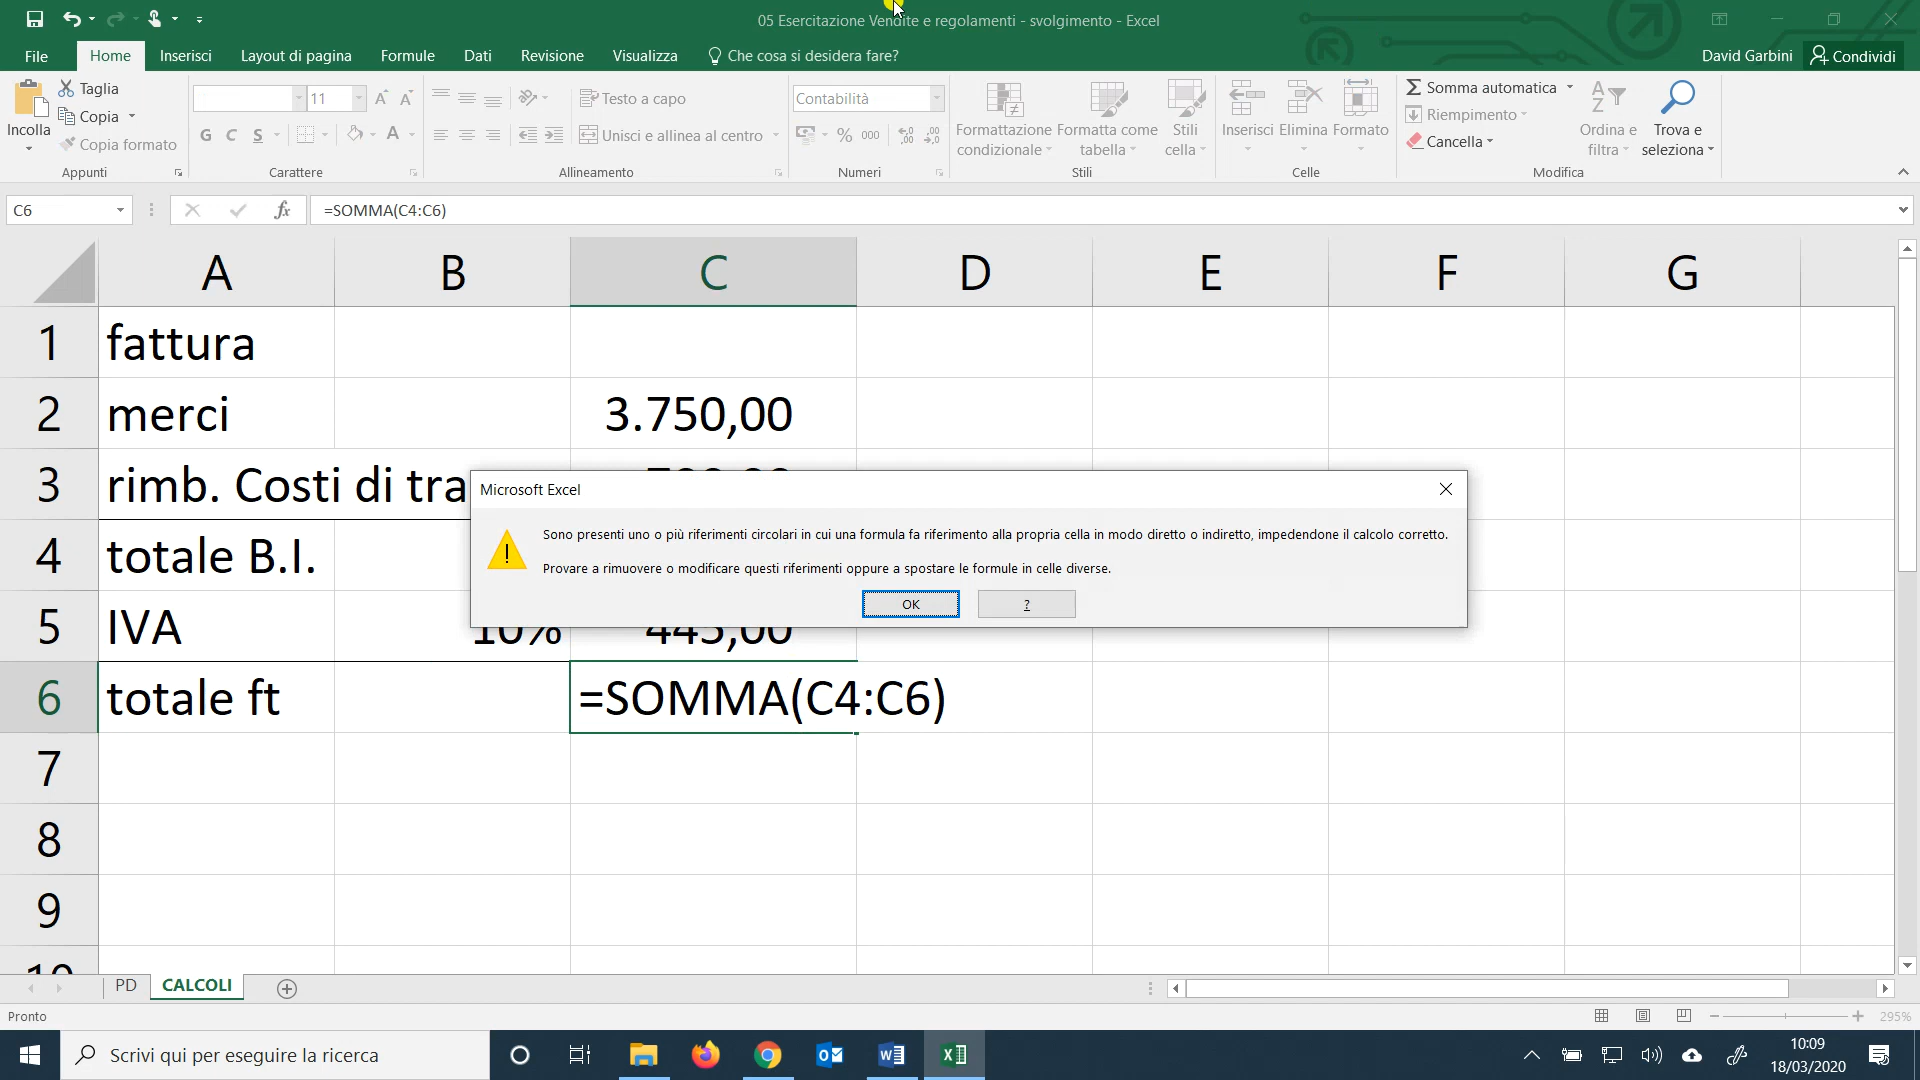 05 Esercitazione Vendite e regolamenti - svolgimento - Excel
File Home Inserisci Layout di pagina Formule Dati Revisione Visualizza Che cosa si desidera fare? David Garbini Condividi
Incolla
Taglia
Copia
Copia formato
Appunti
11
G C S
Carattere
Testo a capo
Unisci e allinea al centro
Allineamento
Contabilità
% 000
Numeri
Formattazione condizionale
Formatta come tabella
Stili cella
Stili
Inserisci Elimina Formato
Celle
Somma automatica
Riempimento
Cancella
Ordina e filtra
Trova e seleziona
Modifica
C6 fx =SOMMA(C4:C6)
A B C D E F G
1 fattura
2 merci 3.750,00
3 rimb. Costi di tra
4 totale B.I.
5 IVA 10% 445,00
6 totale ft =SOMMA(C4:C6)
7
8
9
10
Microsoft Excel
Sono presenti uno o più riferimenti circolari in cui una formula fa riferimento alla propria cella in modo diretto o indiretto, impedendone il calcolo corretto.
Provare a rimuovere o modificare questi riferimenti oppure a spostare le formule in celle diverse.
OK ?
PD CALCOLI
Pronto 295%
Scrivi qui per eseguire la ricerca
10:09
18/03/2020